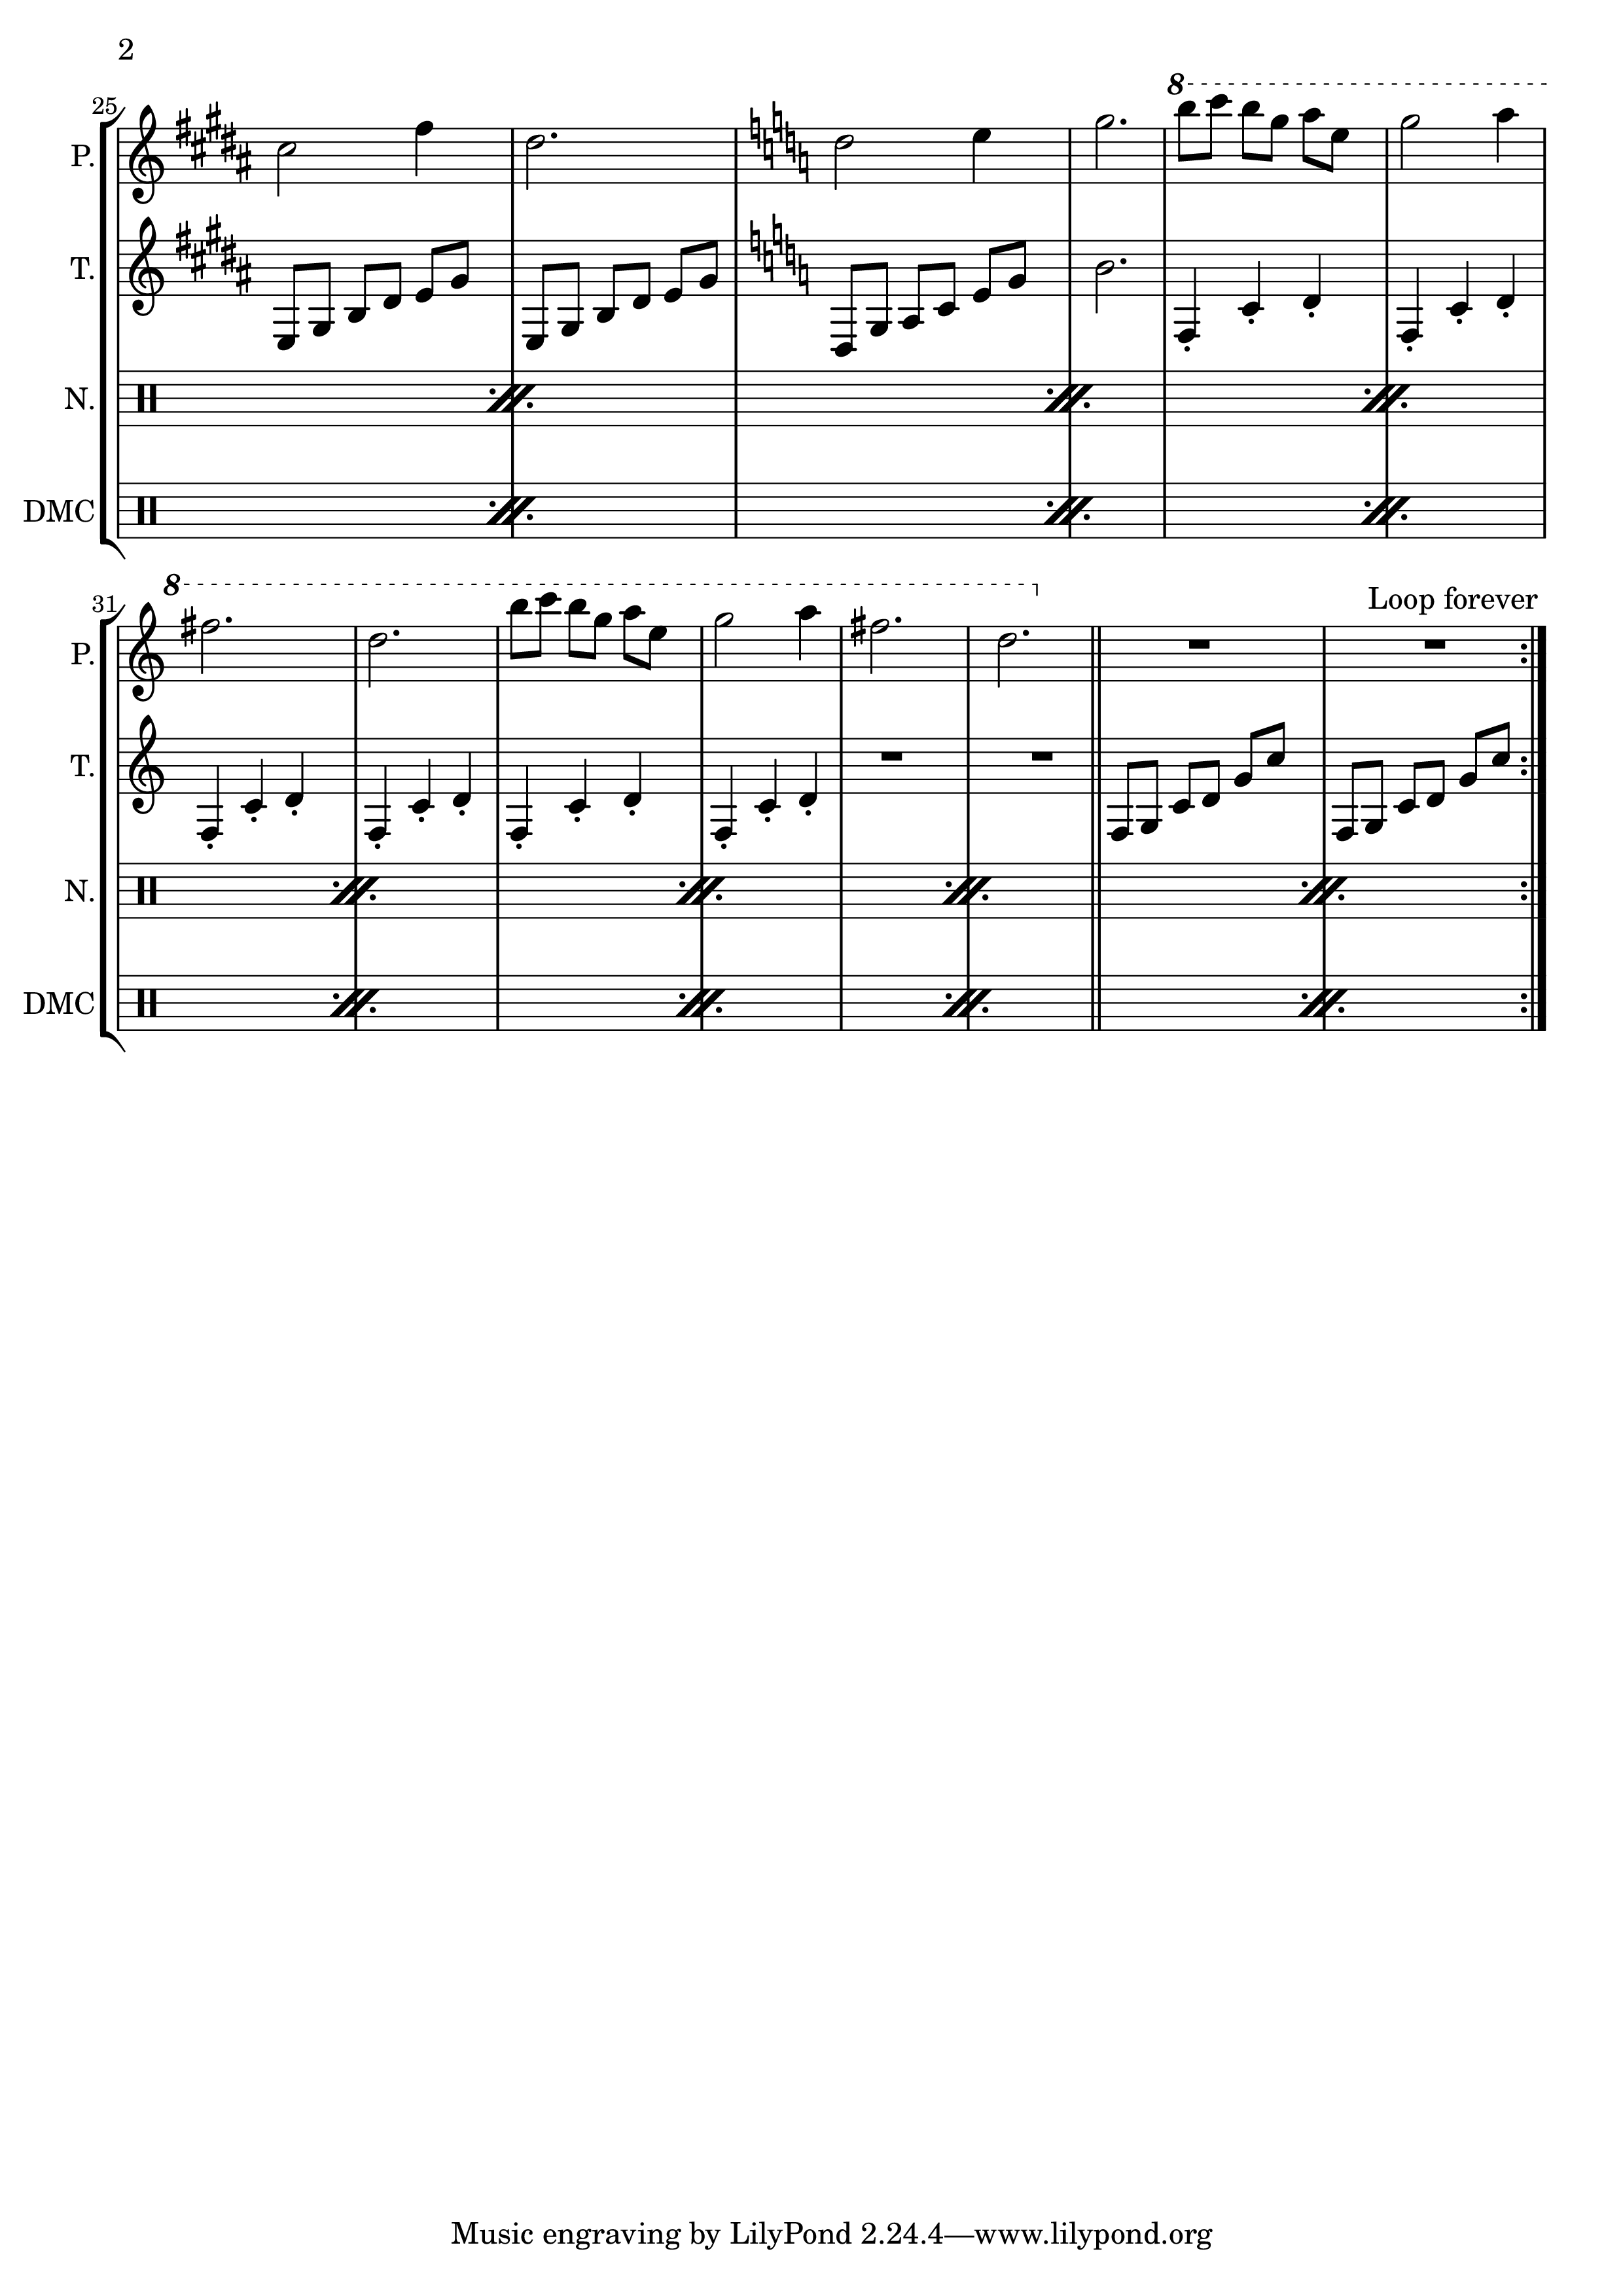 2
8
25
P.
T.
N.
DMC
8
Loop forever
31
P.
T.
N.
DMC
Music engraving by LilyPond 2.24.4—www.lilypond.org